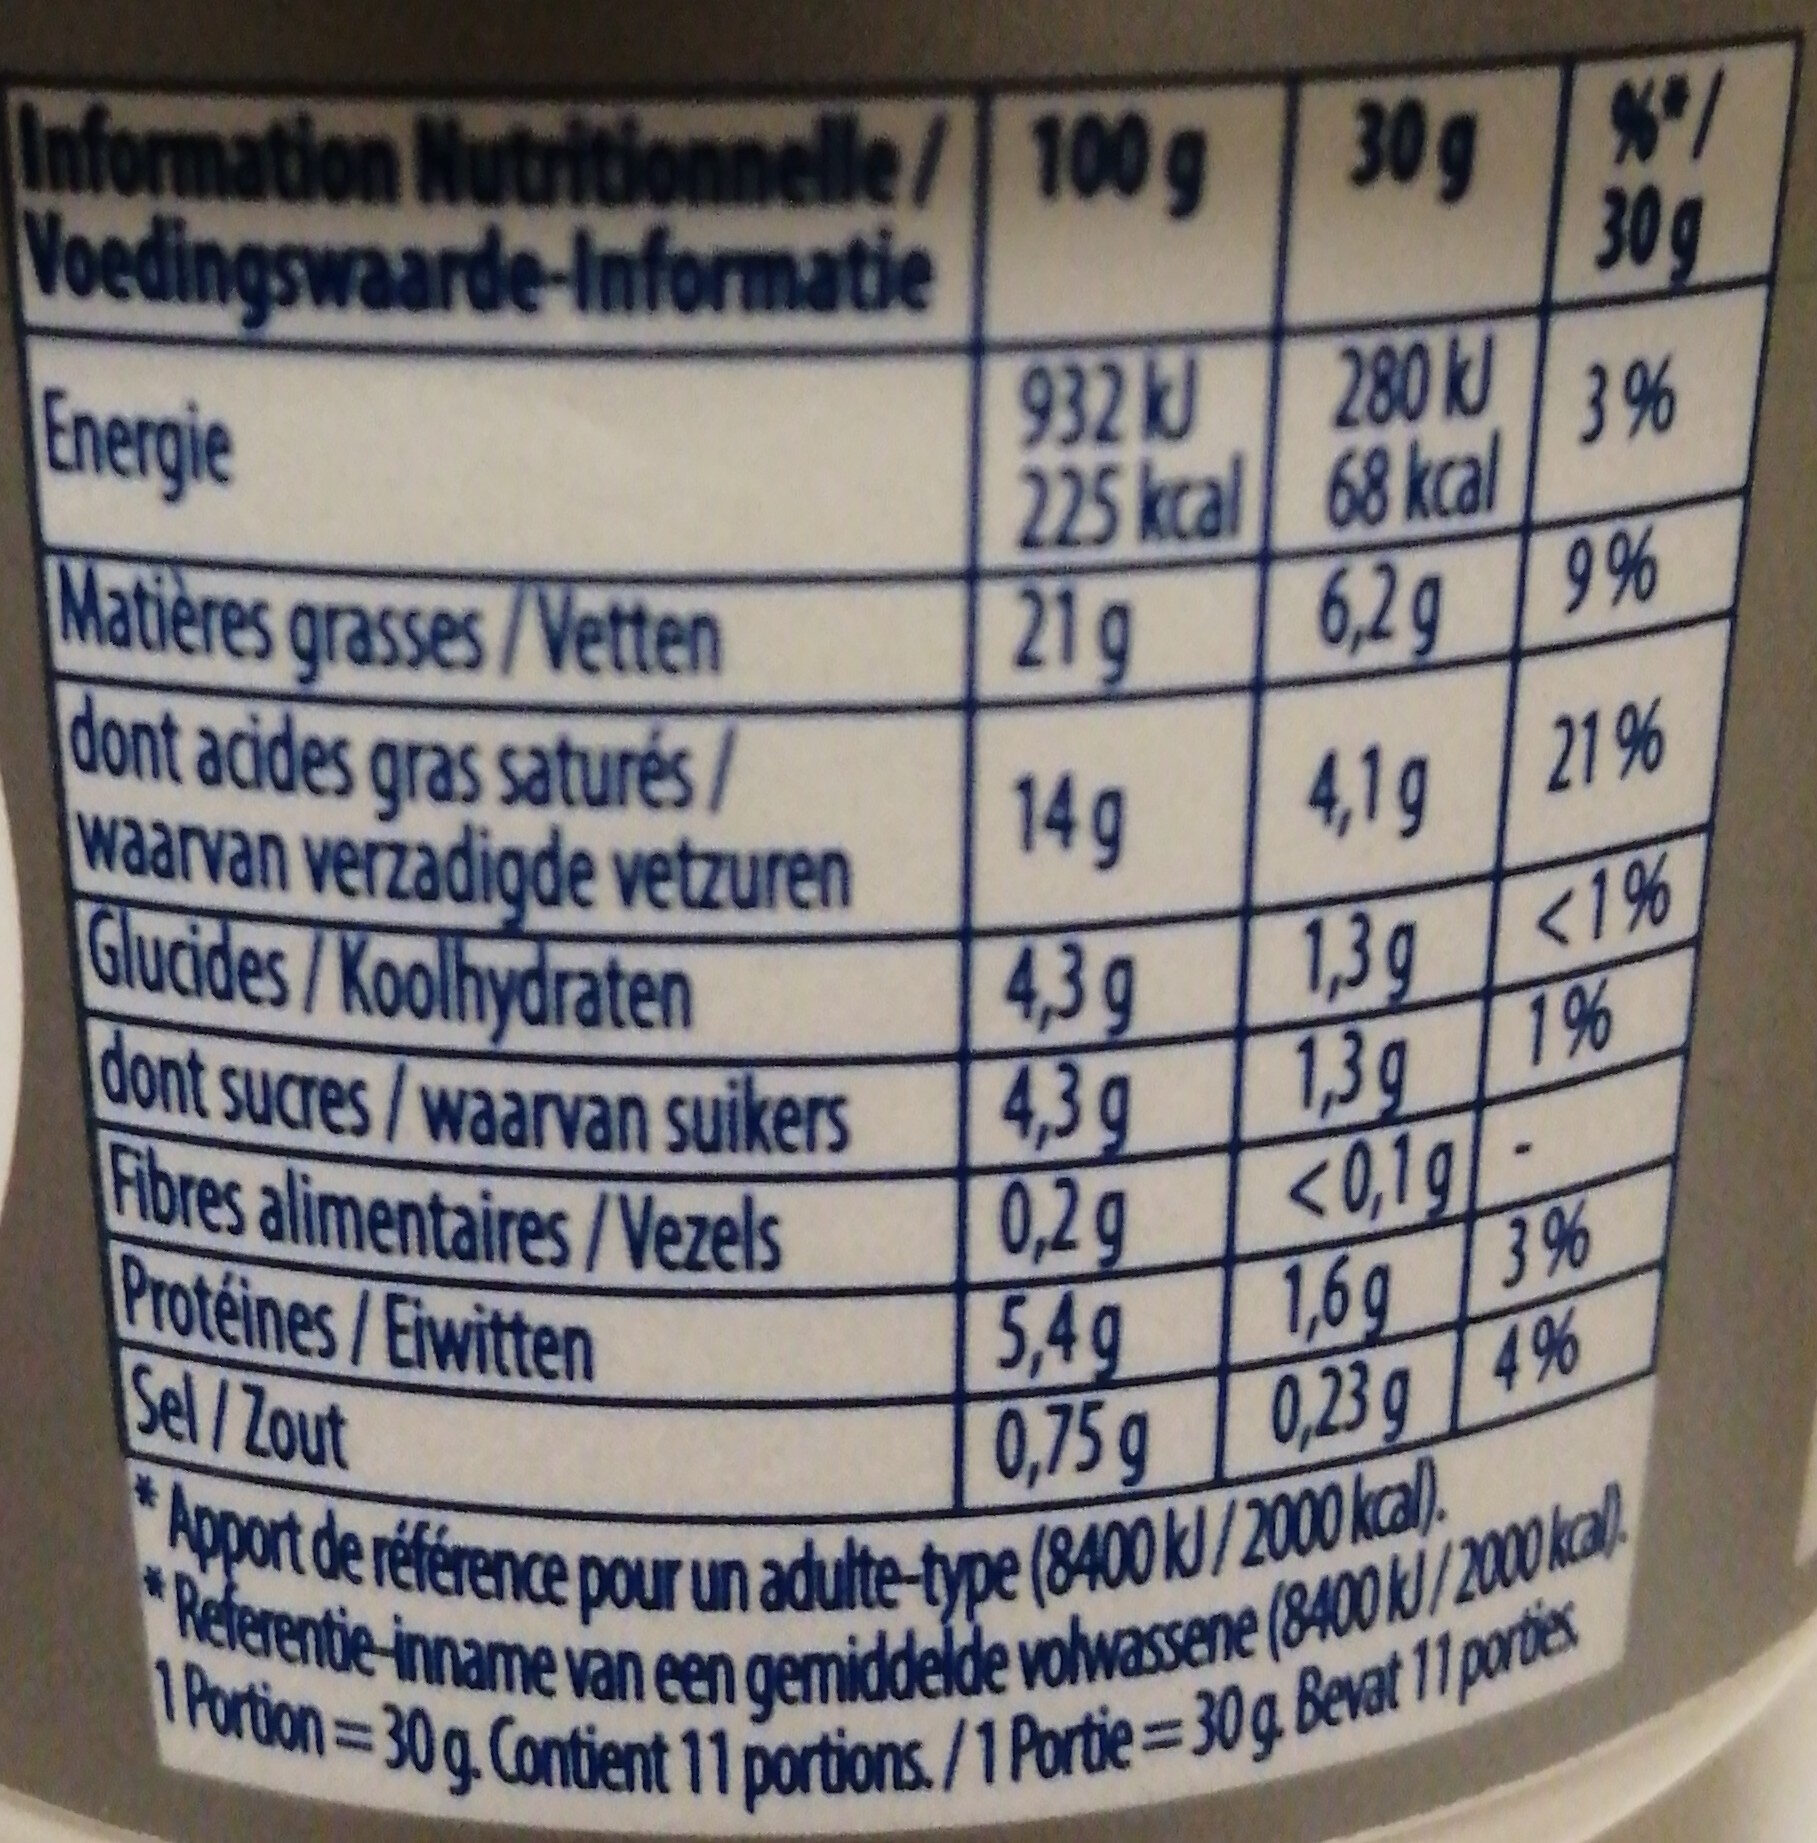 Information Nutritionnelle / 100 g 30 g %*/
Voedingswaarde-Informatie 30 g
Energie 932 kJ 280 kJ 3 %
225 kcal 68 kcal
Matières grasses / Vetten 21 g 6,2 g 9 %
dont acides gras saturés /
waarvan verzadigde vetzuren 14 g 4,1 g 21 %
Glucides / Koolhydraten 4,3 g 1,3 g < 1 %
dont sucres / waarvan suikers 4,3 g 1,3 g 1 %
Fibres alimentaires / Vezels 0,2 g < 0,1 g -
Protéines / Eiwitten 5,4 g 1,6 g 3 %
Sel / Zout 0,75 g 0,23 g 4 %
* Apport de référence pour un adulte-type (8400 kJ / 2000 kcal).
* Referentie-inname van een gemiddelde volwassene (8400 kJ / 2000 kcal).
1 Portion = 30 g. Contient 11 portions. / 1 Portie = 30 g. Bevat 11 porties